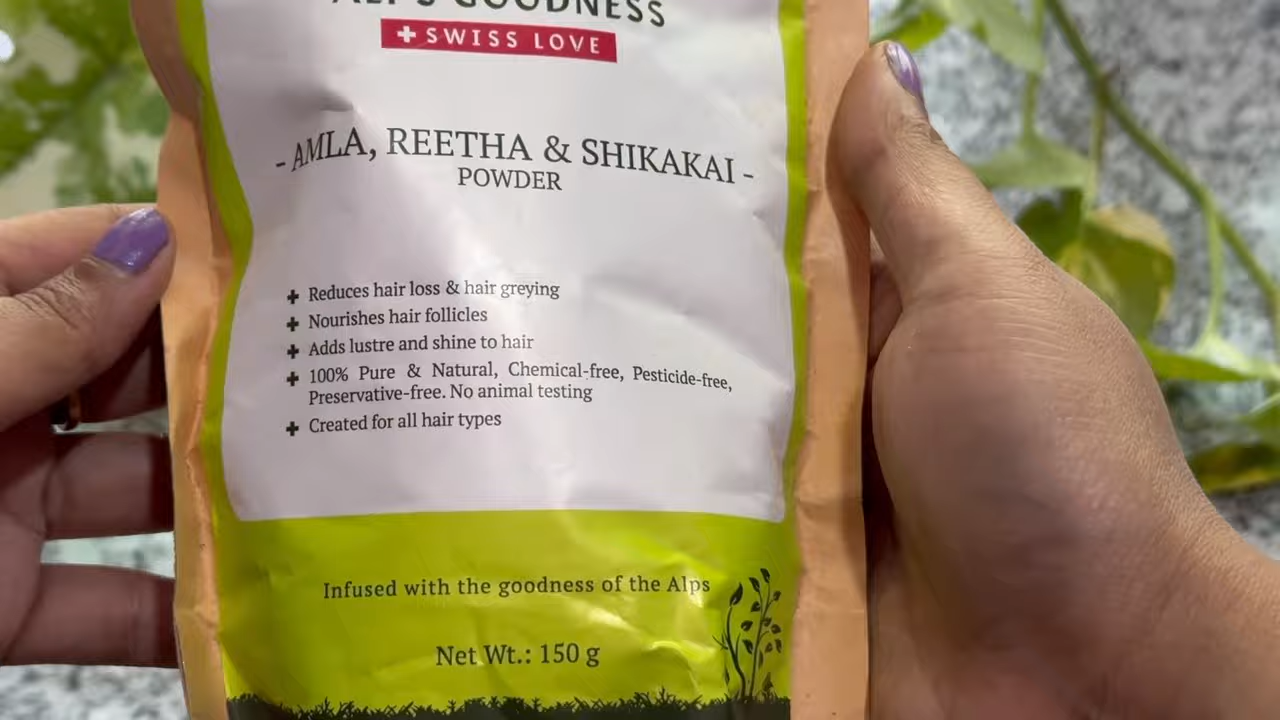 ALPS GOODNESS
+ SWISS LOVE
- AMLA, REETHA & SHIKAKAI -
POWDER
+ Reduces hair loss & hair greying
+ Nourishes hair follicles
+ Adds lustre and shine to hair
+ 100% Pure & Natural, Chemical-free, Pesticide-free,
Preservative-free. No animal testing
+ Created for all hair types
Infused with the goodness of the Alps
Net Wt.: 150 g